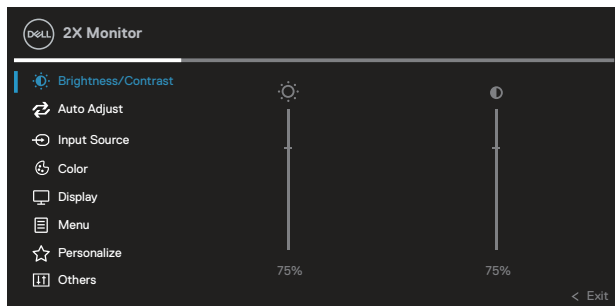 DELL 2X Monitor
Brightness/Contrast
Auto Adjust
Input Source
Color
Display
Menu
Personalize
Others
75% 75%
< Exit